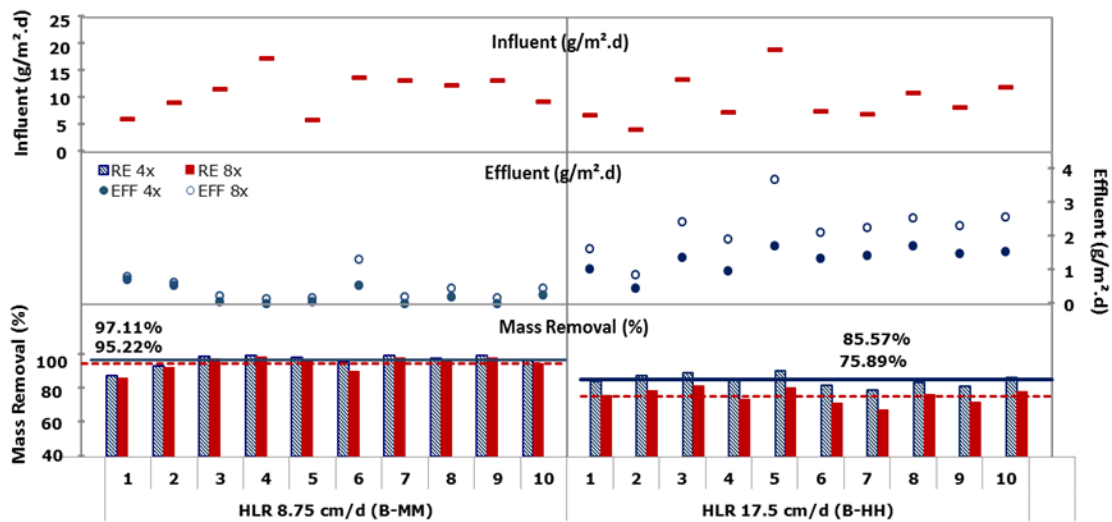 Influent (g/m².d)
25
20
15
10
5
0
Influent (g/m².d)
RE 4x
RE 8x
EFF 4x
EFF 8x
Effluent (g/m².d)
4
3
2
1
0
Effluent (g/m².d)
Mass Removal (%)
100
80
60
40
Mass Removal (%)
97.11%
95.22%
85.57%
75.89%
1 2 3 4 5 6 7 8 9 10 1 2 3 4 5 6 7 8 9 10
HLR 8.75 cm/d (B-MM) HLR 17.5 cm/d (B-HH)